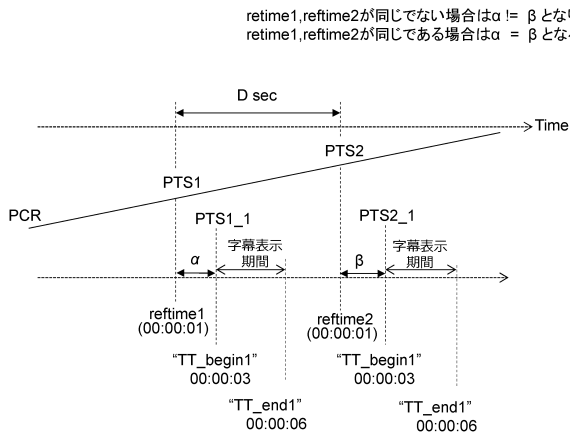 retime1,reftime2が同じでない場合はα != βとな
retime1,reftime2が同じである場合はα = βとな
D sec
Time
PTS2
PTS1
PCR
PTS1_1
PTS2_1
字幕表示
期間
字幕表示
期間
α
β
reftime1
(00:00:01)
reftime2
(00:00:01)
“TT_begin1”
00:00:03
“TT_begin1”
00:00:03
“TT_end1”
00:00:06
“TT_end1”
00:00:06